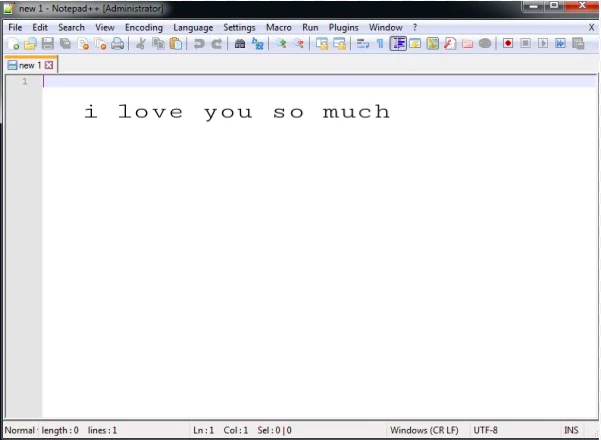 new 1 - Notepad++ [Administrator]
File Edit Search View Encoding Language Settings Macro Run Plugins Window ? X
new 1
1
i love you so much
Normal length : 0 lines : 1 Ln : 1 Col : 1 Sel : 0 | 0 Windows (CR LF) UTF-8 INS